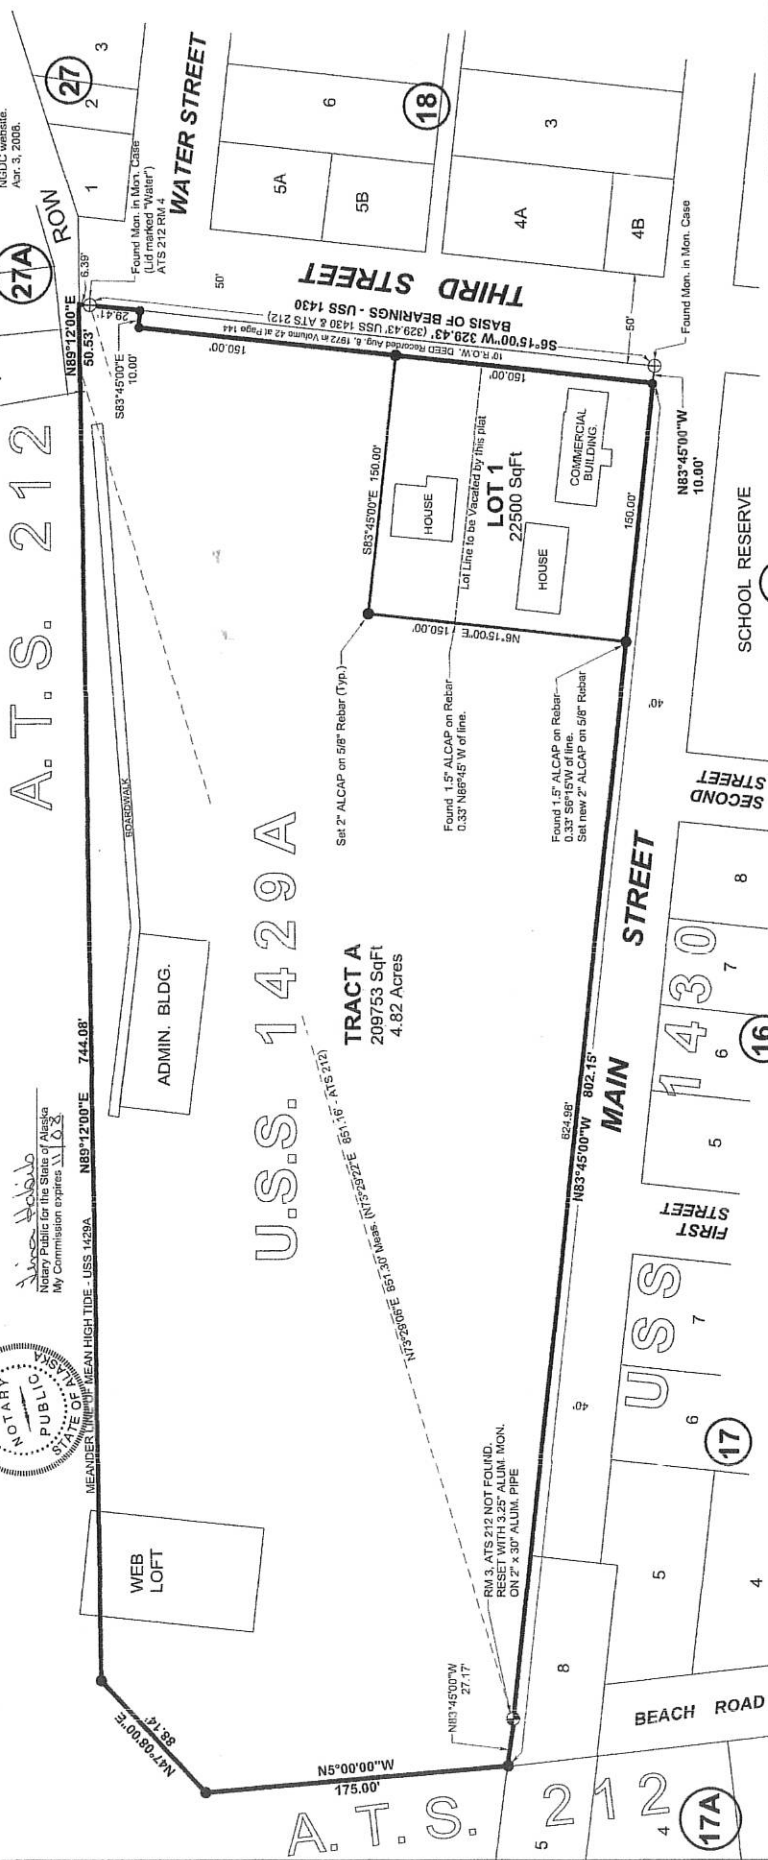 NGDC website.
Apr. 3, 2008.
27A
ROW
27
1
2
3
N89°12'00"E
50.53'
6.39'
Found Mon. in Mon. Case
(Lid marked "Water")
ATS 212 RM 4
WATER STREET
29.41'
S83°45'00"E
10.00'
50'
A.T.S. 212
NOTARY
PUBLIC
STATE OF ALASKA
Notary Public for the State of Alaska
My Commission expires
MEANDER LINE OF MEAN HIGH TIDE - USS 1429A
N89°12'00"E 744.08'
BOARDWALK
ADMIN. BLDG.
WEB
LOFT
N47°08'00"E
88.14'
N5°00'00"W
175.00'
U.S.S. 1429A
TRACT A
209753 SqFt
4.82 Acres
N73°29'06"E 651.30' Meas. (N73°29'22"E 651.16' - ATS 212)
RM 3, ATS 212 NOT FOUND.
RESET WITH 3.25" ALUM. MON.
ON 2" x 30" ALUM. PIPE
N83°45'00"W
27.17'
150.00'
10' R.O.W. DEED, Recorded Aug. 8, 1972 in Volume 42 at Page 144
S6°15'00"W 329.43' (329.43' USS 1430 & ATS 212)
BASIS OF BEARINGS - USS 1430
THIRD STREET
S83°45'00"E 150.00'
150.00'
HOUSE
Lot Line to be Vacated by this plat
LOT 1
22500 SqFt
HOUSE
COMMERCIAL
BUILDING
N6°15'00"E
150.00'
150.00'
Set 2" ALCAP on 5/8" Rebar (Typ.)
Found 1.5" ALCAP on Rebar
0.33' N86°45' W of line.
Found 1.5" ALCAP on Rebar
0.33' S6°15'W of line.
Set new 2" ALCAP on 5/8" Rebar
N83°45'00"W
10.00'
Found Mon. in Mon. Case
50'
5A
5B
6
18
4A
4B
3
624.98'
N83°45'00"W 802.15'
MAIN STREET
40'
40'
SCHOOL RESERVE
SECOND
STREET
FIRST
STREET
USS 1430
8
7
6
5
16
7
6
5
4
17
8
BEACH ROAD
A.T.S. 212
5
4
17A